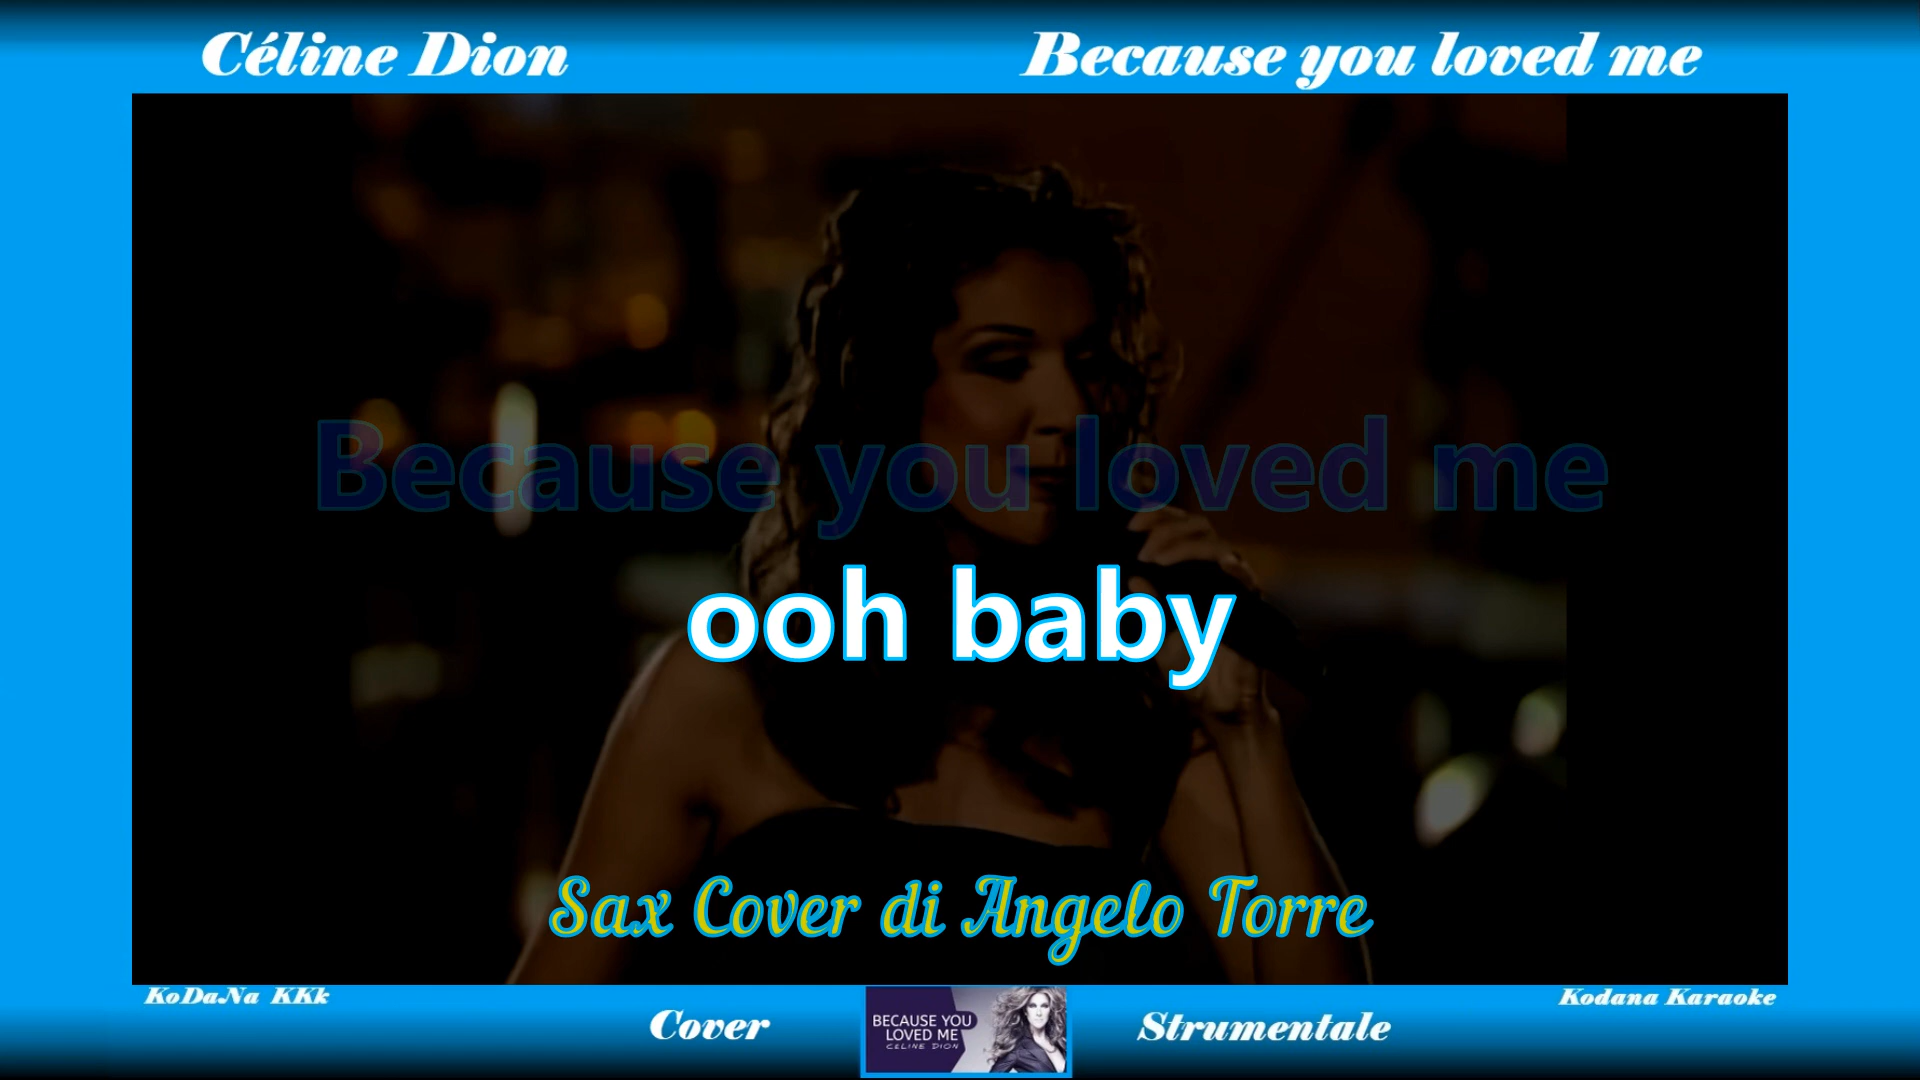 Céline Dion
Because you loved me
Because you loved me
ooh baby
Sax Cover di Angelo Torre
KoDaNa KKk
Kodana Karaoke
Cover
BECAUSE YOU
LOVED ME
CELINE DION
Strumentale